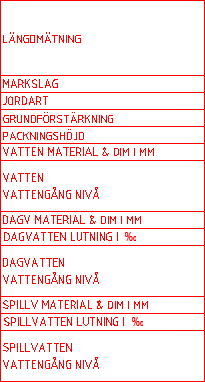 LÄNGDMÄTNING
MARKSLAG
JORDART
GRUNDFÖRSTÄRKNING
PACKNINGSHÖJD
VATTEN MATERIAL & DIM I MM
VATTEN
VATTENGÅNG NIVÅ
DAGV MATERIAL & DIM I MM
DAGVATTEN LUTNING I ‰
DAGVATTEN
VATTENGÅNG NIVÅ
SPILLV MATERIAL & DIM I MM
SPILLVATTEN LUTNING I ‰
SPILLVATTEN
VATTENGÅNG NIVÅ